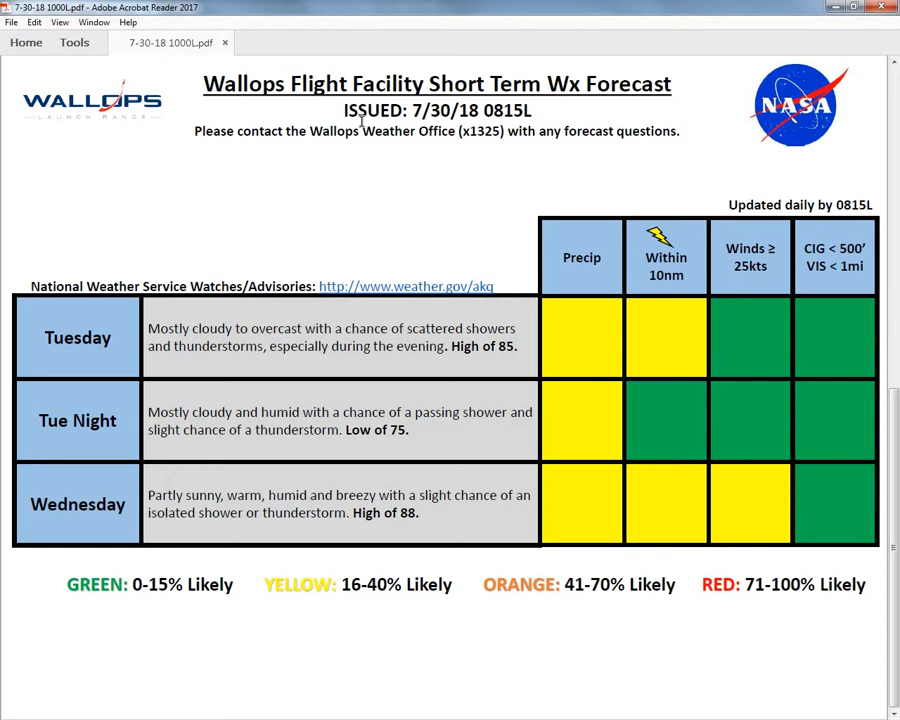 7-30-18 1000L.pdf - Adobe Acrobat Reader 2017
File Edit View Window Help
Home Tools 7-30-18 1000L.pdf ×
WALLOPS
LAUNCH RANGE
Wallops Flight Facility Short Term Wx Forecast
ISSUED: 7/30/18 0815L
Please contact the Wallops Weather Office (x1325) with any forecast questions.
NASA
Updated daily by 0815L
National Weather Service Watches/Advisories: http://www.weather.gov/akq
Precip
Within
10nm
Winds ≥
25kts
CIG < 500'
VIS < 1mi
Tuesday
Mostly cloudy to overcast with a chance of scattered showers
and thunderstorms, especially during the evening. High of 85.
Tue Night
Mostly cloudy and humid with a chance of a passing shower and
slight chance of a thunderstorm. Low of 75.
Wednesday
Partly sunny, warm, humid and breezy with a slight chance of an
isolated shower or thunderstorm. High of 88.
GREEN: 0-15% Likely YELLOW: 16-40% Likely ORANGE: 41-70% Likely RED: 71-100% Likely